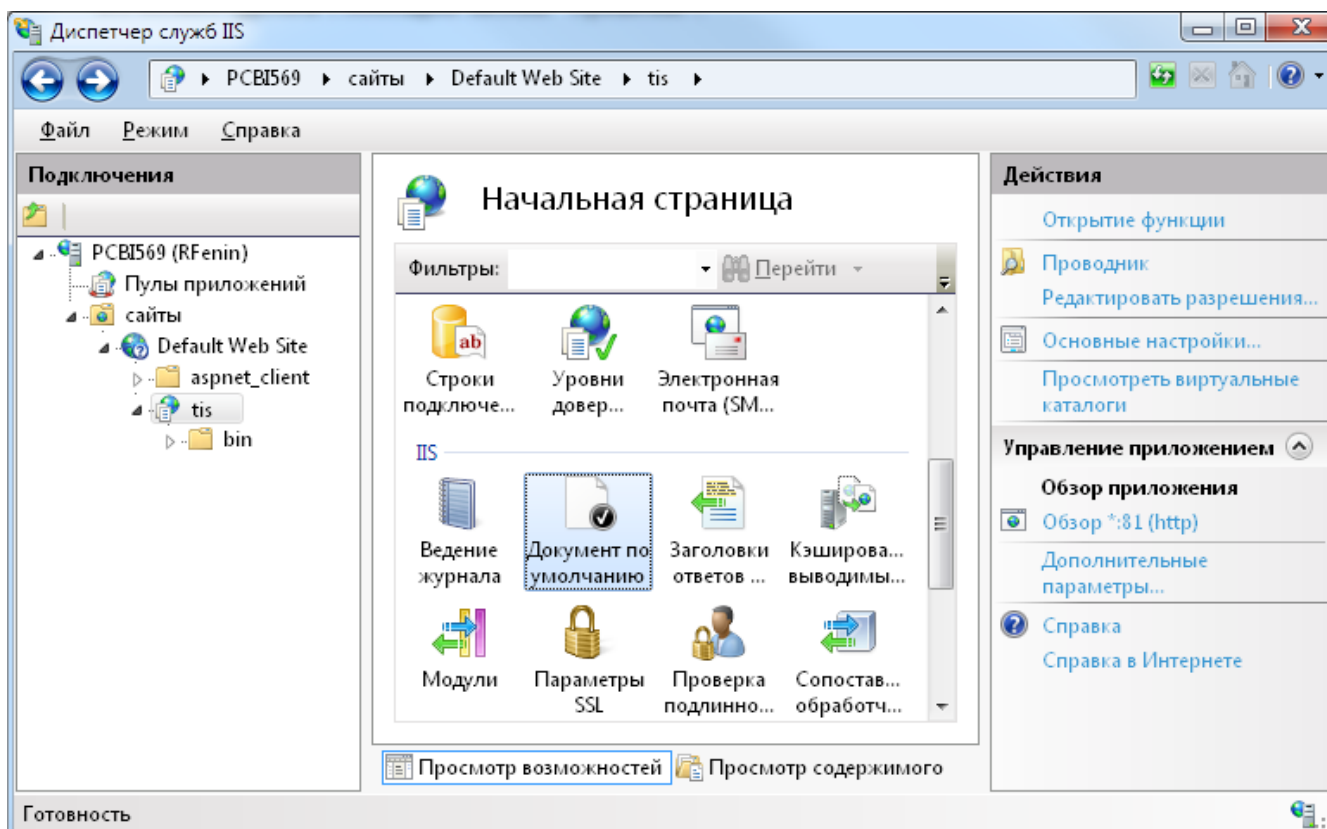 Диспетчер служб IIS
PCBI569 сайты Default Web Site tis
Файл Режим Справка
Подключения
PCBI569 (RFenin)
Пулы приложений
сайты
Default Web Site
aspnet_client
tis
bin
Начальная страница
Фильтры: Перейти
ab
Строки Уровни Электронная
подключе... довер... почта (SM...
IIS
Ведение Документ по Заголовки Кэширова...
журнала умолчанию ответов ... выводимы...
Модули Параметры Проверка Сопостав...
SSL подлинно... обработч...
Просмотр возможностей Просмотр содержимого
Действия
Открытие функции
Проводник
Редактировать разрешения...
Основные настройки...
Просмотреть виртуальные
каталоги
Управление приложением
Обзор приложения
Обзор *:81 (http)
Дополнительные
параметры...
Справка
Справка в Интернете
Готовность